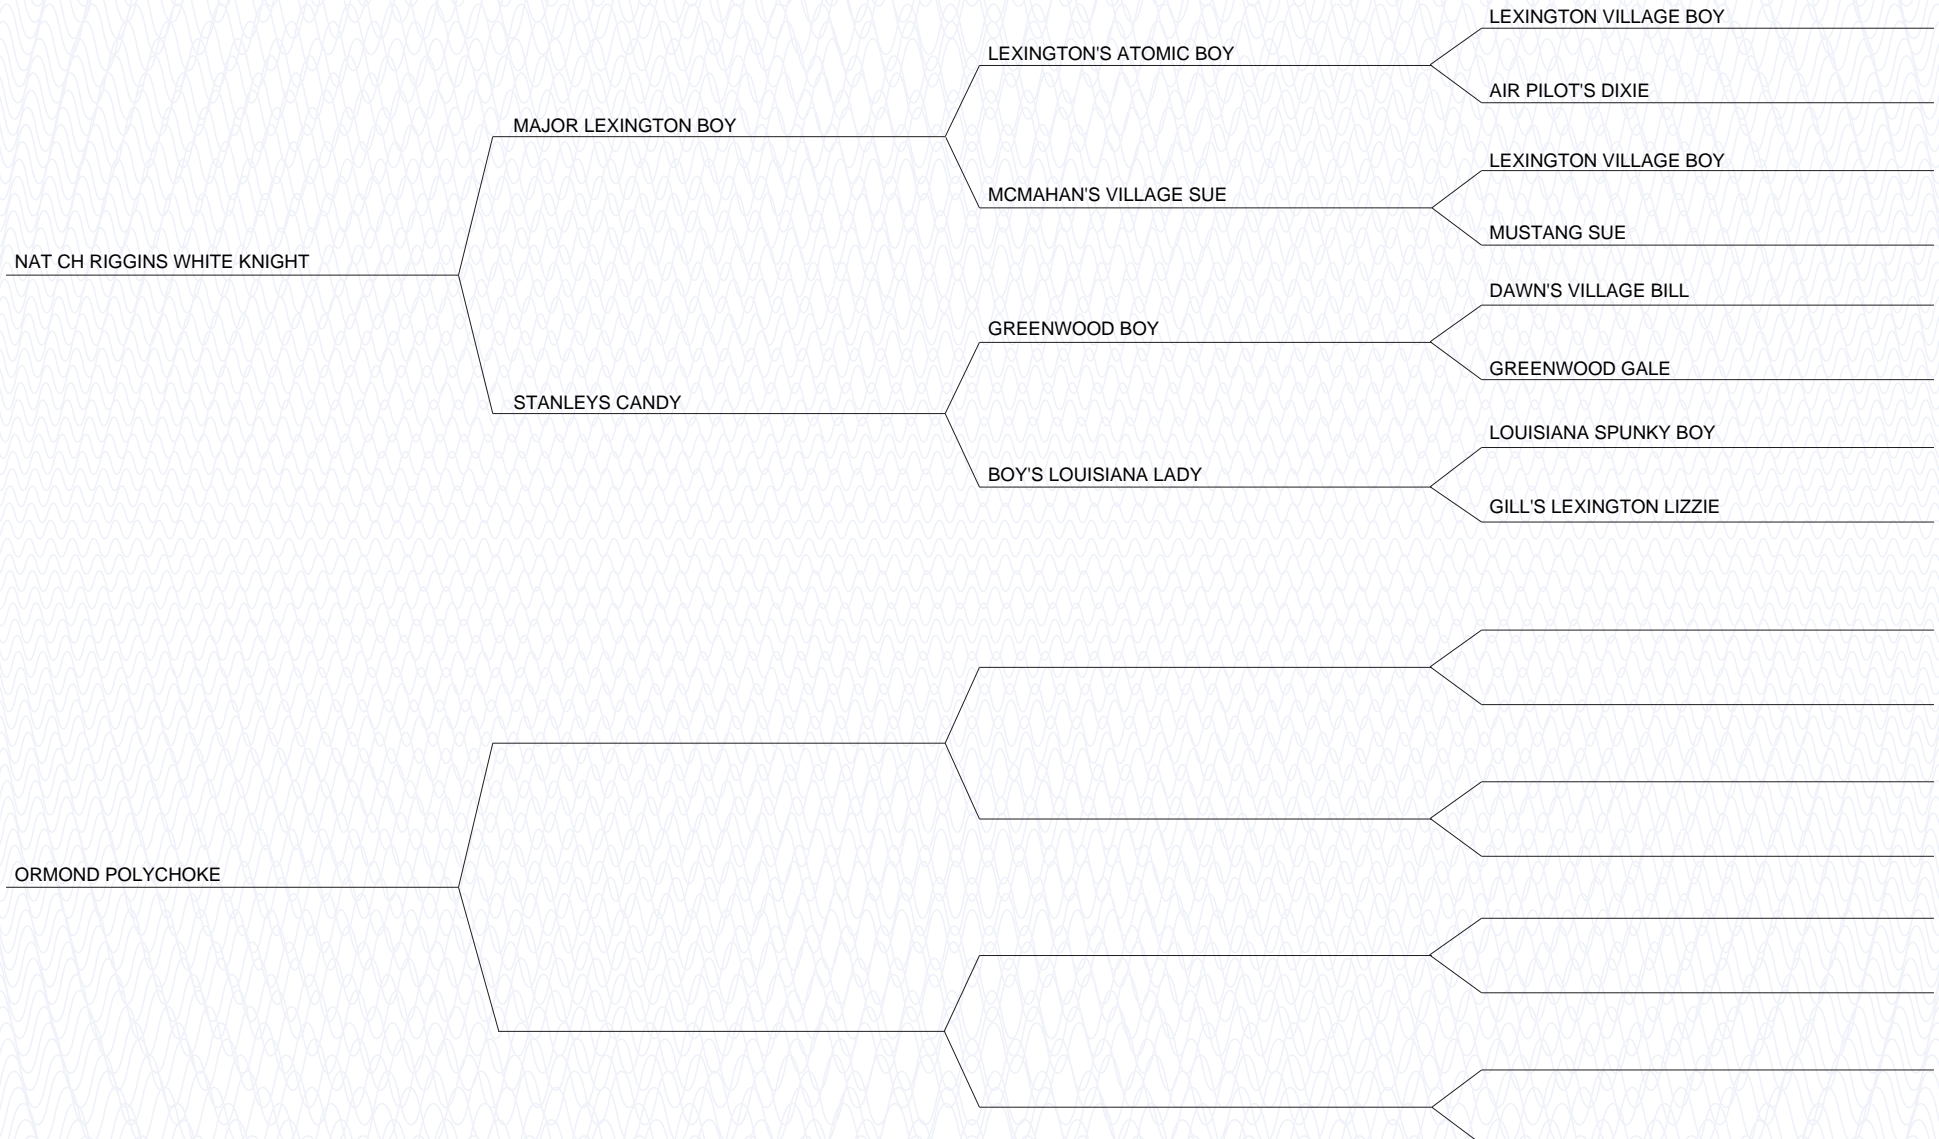 LEXINGTON VILLAGE BOY
LEXINGTON'S ATOMIC BOY
AIR PILOT'S DIXIE
MAJOR LEXINGTON BOY
LEXINGTON VILLAGE BOY
MCMAHAN'S VILLAGE SUE
MUSTANG SUE
NAT CH RIGGINS WHITE KNIGHT
DAWN'S VILLAGE BILL
GREENWOOD BOY
GREENWOOD GALE
STANLEYS CANDY
LOUISIANA SPUNKY BOY
BOY'S LOUISIANA LADY
GILL'S LEXINGTON LIZZIE
ORMOND POLYCHOKE